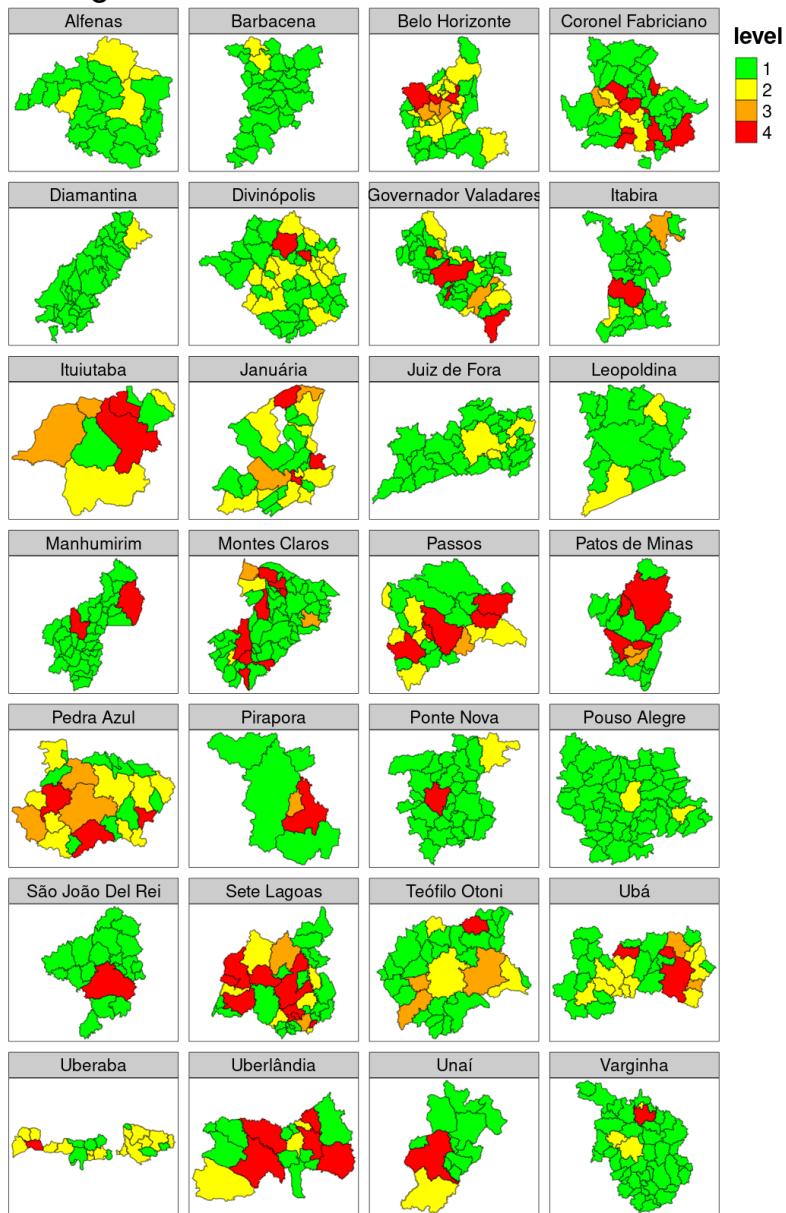 Alfenas
Barbacena
Belo Horizonte
Coronel Fabriciano
level
1
2
3
4
Diamantina
Divinópolis
Governador Valadares
Itabira
Ituiutaba
Januária
Juiz de Fora
Leopoldina
Manhumirim
Montes Claros
Passos
Patos de Minas
Pedra Azul
Pirapora
Ponte Nova
Pouso Alegre
São João Del Rei
Sete Lagoas
Teófilo Otoni
Ubá
Uberaba
Uberlândia
Unaí
Varginha